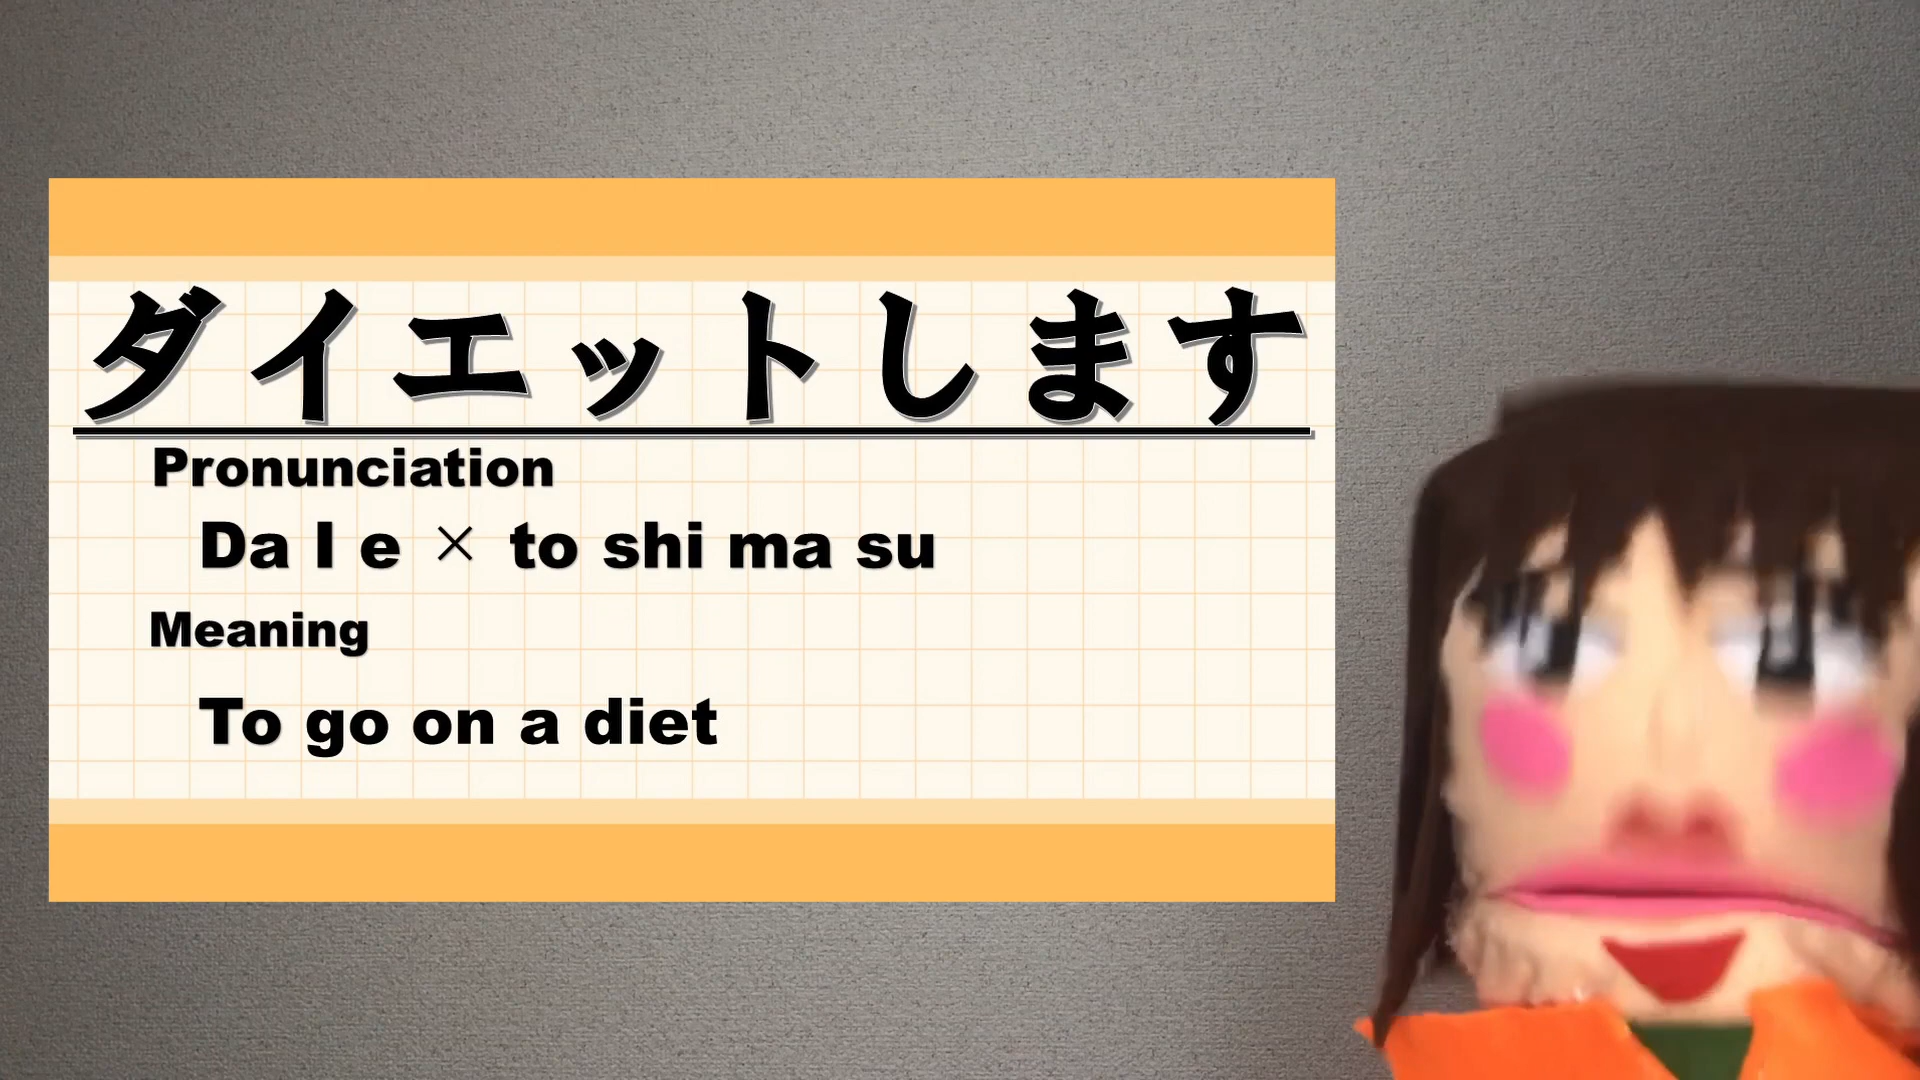 ダイエットします
Pronunciation
Da I e × to shi ma su
Meaning
To go on a diet